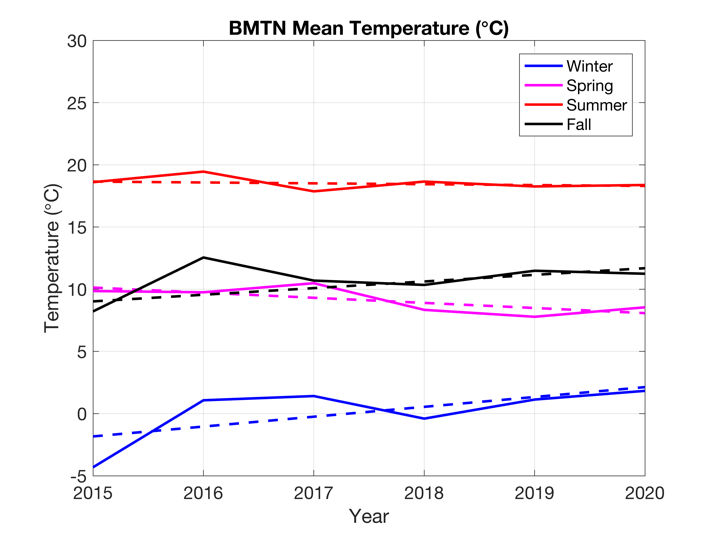 BMTN Mean Temperature (°C)
30
25
20
15
10
5
0
-5
Temperature (°C)
Winter
Spring
Summer
Fall
2015 2016 2017 2018 2019 2020
Year